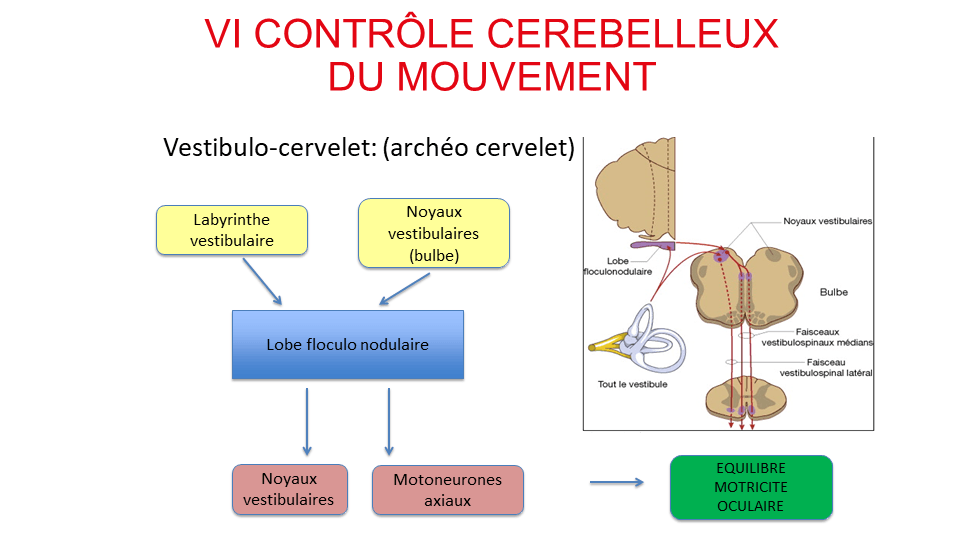 VI CONTRÔLE CEREBELLEUX
DU MOUVEMENT
Vestibulo-cervelet: (archéo cervelet)
Labyrinthe
vestibulaire
Noyaux
vestibulaires
(bulbe)
Lobe floculo nodulaire
Noyaux
vestibulaires
Motoneurones
axiaux
Noyaux vestibulaires
Lobe
floculonodulaire
Bulbe
Faisceaux
vestibulospinaux médians
Faisceau
vestibulospinal latéral
Tout le vestibule
EQUILIBRE
MOTRICITE
OCULAIRE